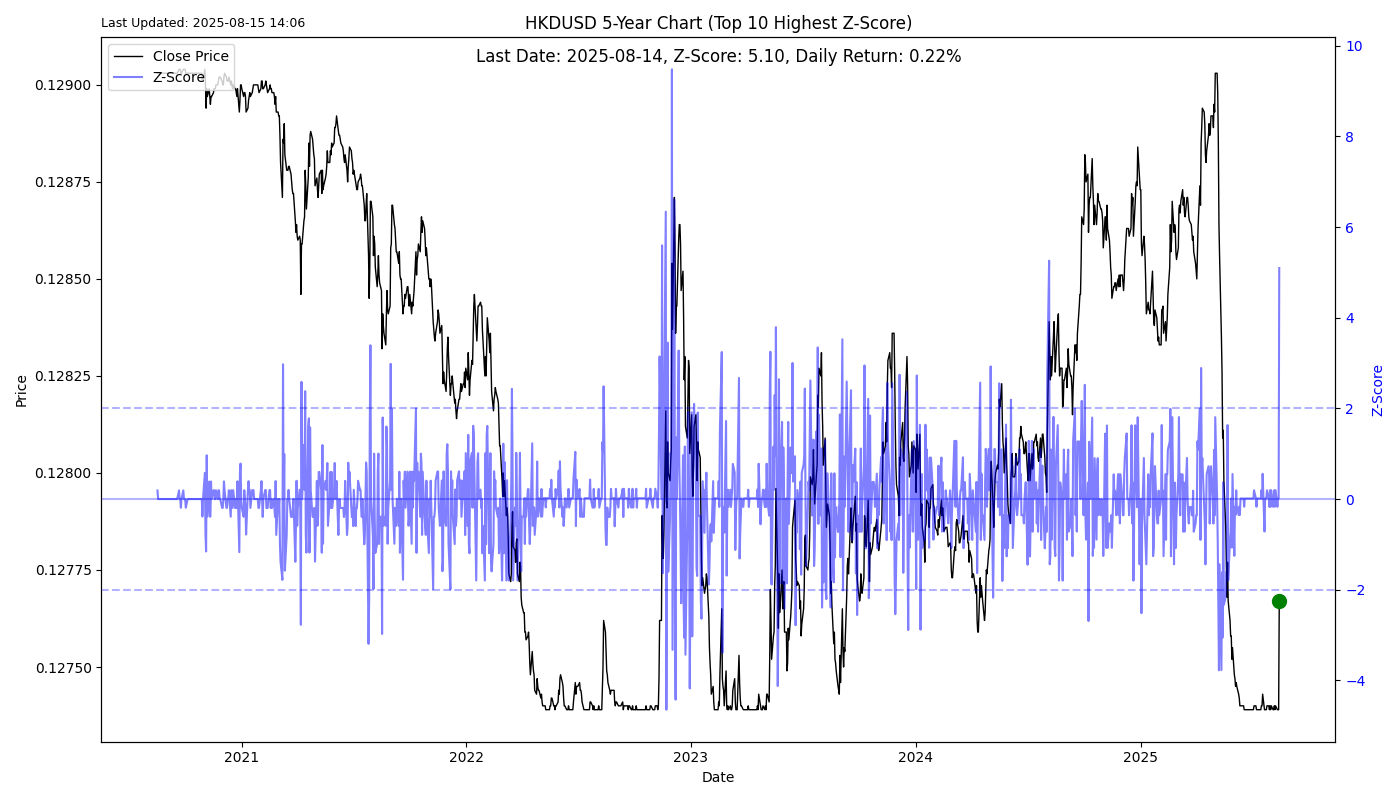 Last Updated: 2025-08-15 14:06
HKDUSD 5-Year Chart (Top 10 Highest Z-Score)
Last Date: 2025-08-14, Z-Score: 5.10, Daily Return: 0.22%
Close Price
Z-Score
Price
0.12900
0.12875
0.12850
0.12825
0.12800
0.12775
0.12750
10
8
6
4
2
0
−2
−4
Z-Score
2021
2022
2023
2024
2025
Date